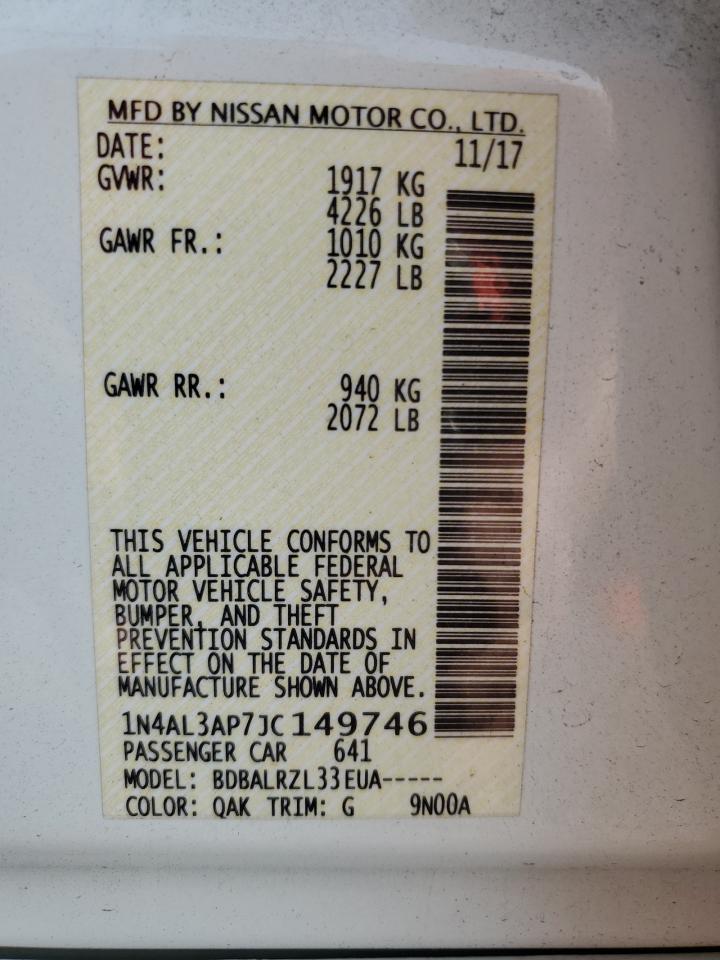 MFD BY NISSAN MOTOR CO., LTD.
DATE: 11/17
GVWR: 1917 KG
4226 LB
GAWR FR.: 1010 KG
2227 LB
GAWR RR.: 940 KG
2072 LB
THIS VEHICLE CONFORMS TO
ALL APPLICABLE FEDERAL
MOTOR VEHICLE SAFETY,
BUMPER, AND THEFT
PREVENTION STANDARDS IN
EFFECT ON THE DATE OF
MANUFACTURE SHOWN ABOVE.
1N4AL3AP7JC149746
PASSENGER CAR 641
MODEL: BDBALRZL33EUA-----
COLOR: QAK TRIM: G 9N00A